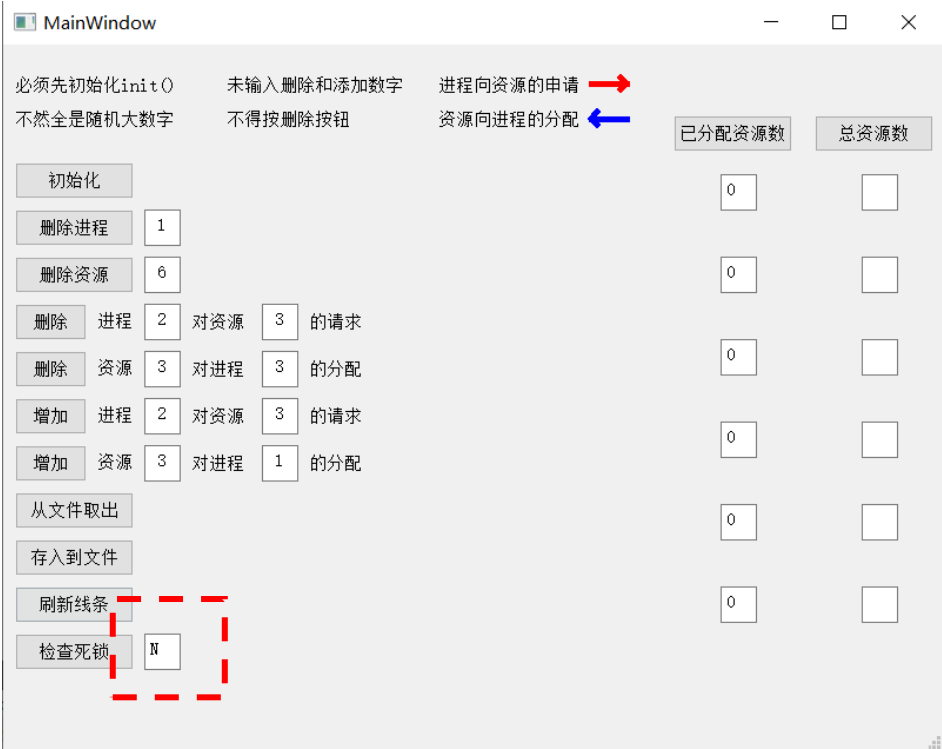 MainWindow
必须先初始化init() 未输入删除和添加数字 进程向资源的申请
不然全是随机大数字 不得按删除按钮 资源向进程的分配
已分配资源数 总资源数
初始化 0
删除进程 1
删除资源 6 0
删除 进程 2 对资源 3 的请求
删除 资源 3 对进程 3 的分配 0
增加 进程 2 对资源 3 的请求
增加 资源 3 对进程 1 的分配 0
从文件取出 0
存入到文件
刷新线条 0
检查死锁 N